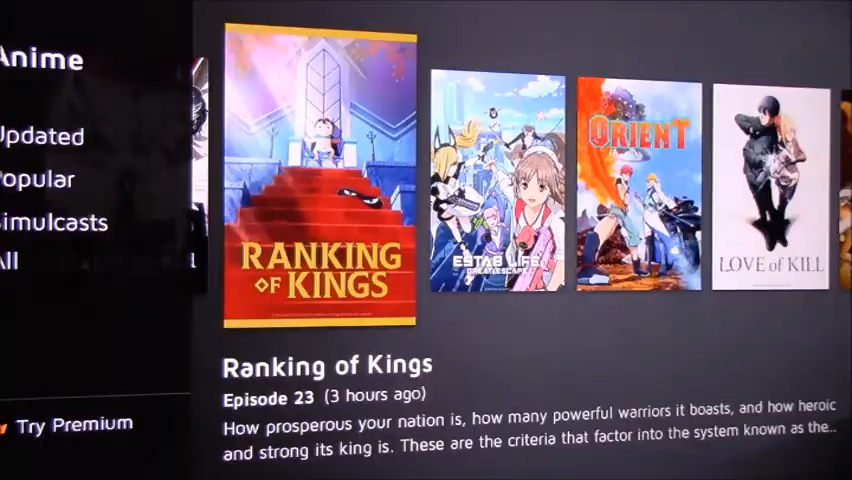 Anime
Updated
opular
Simulcasts
All
Try Premium
RANKING
OF KINGS
ESTAB LIFE
GREAT ESCAPE
ORIENT
LOVE of KILL
Ranking of Kings
Episode 23 (3 hours ago)
How prosperous your nation is, how many powerful warriors it boasts, and how heroic
and strong its king is. These are the criteria that factor into the system known as the...